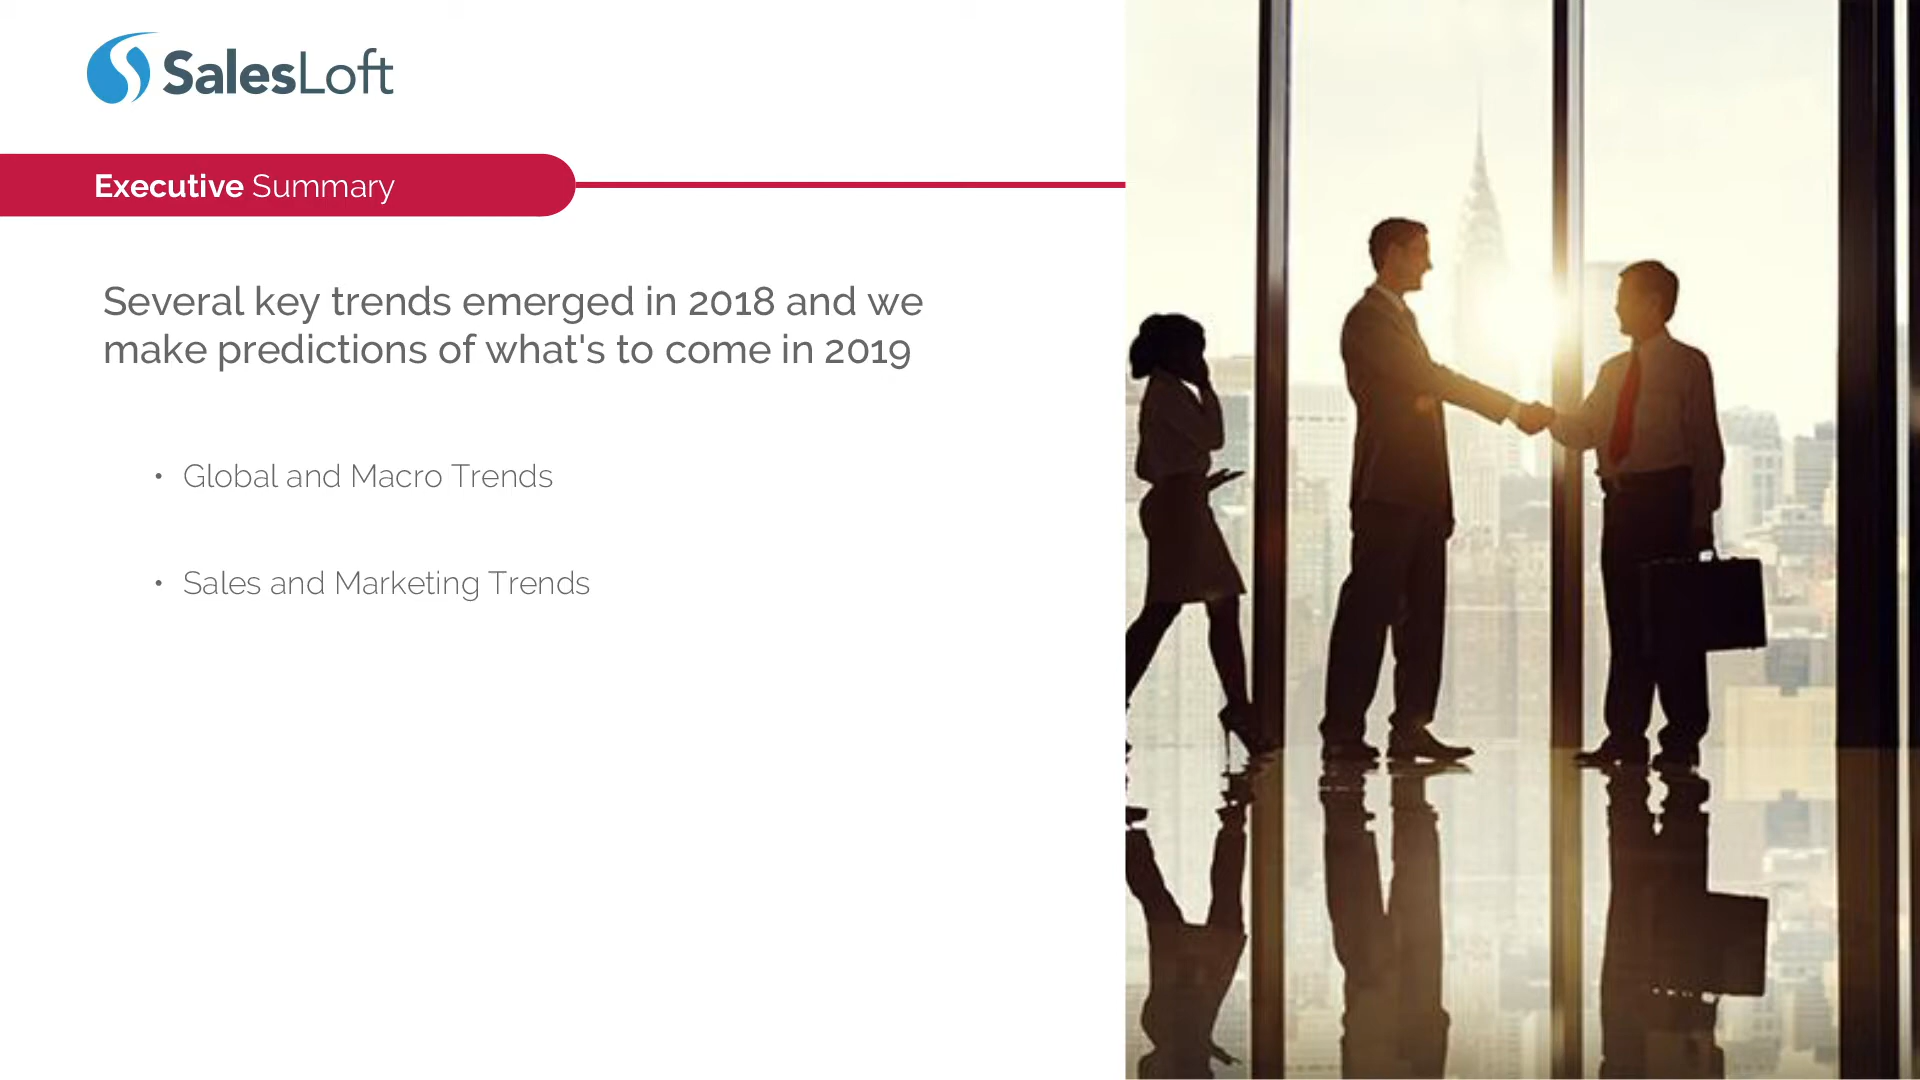 SalesLoft
Executive Summary
Several key trends emerged in 2018 and we
make predictions of what's to come in 2019
• Global and Macro Trends
• Sales and Marketing Trends